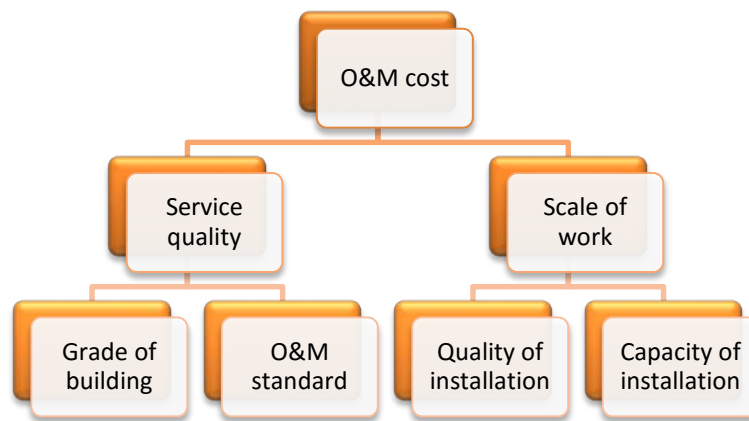 O&M cost
Service
quality
Scale of
work
Grade of
building
O&M
standard
Quality of
installation
Capacity of
installation